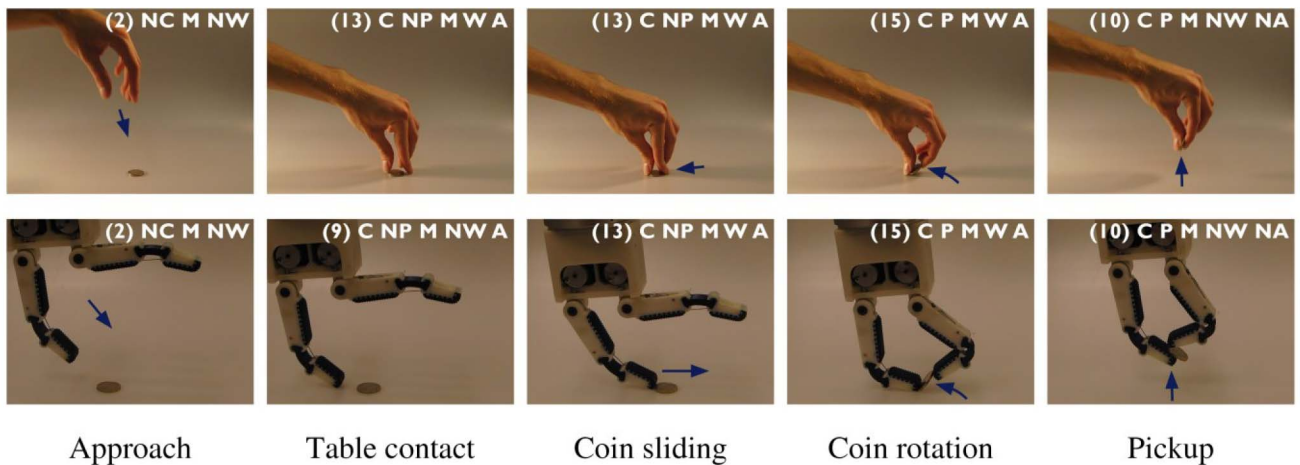 (2) NC M NW
(13) C NP M W A
(13) C NP M W A
(15) C P M W A
(10) C P M NW NA
(2) NC M NW
(9) C NP M NW A
(13) C NP M W A
(15) C P M W A
(10) C P M NW NA
Approach
Table contact
Coin sliding
Coin rotation
Pickup